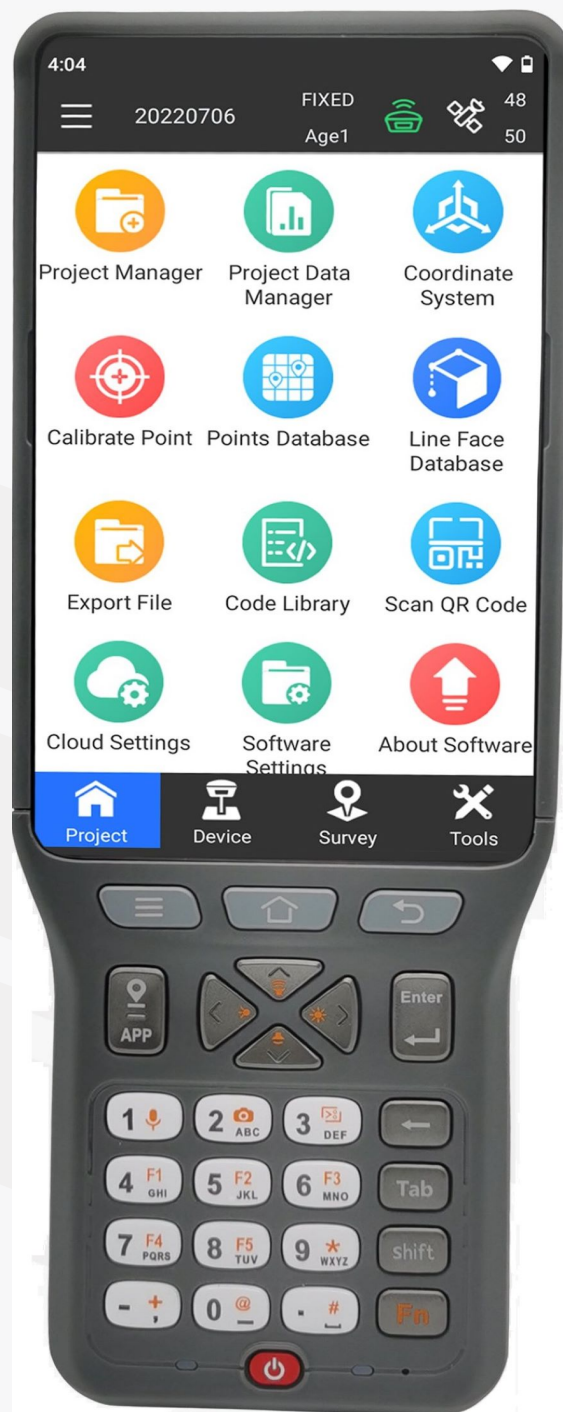 4:04
20220706
FIXED
Age1
48
50
Project Manager
Project Data
Manager
Coordinate
System
Calibrate Point
Points Database
Line Face
Database
Export File
Code Library
Scan QR Code
Cloud Settings
Software
Settings
About Software
Project
Device
Survey
Tools
APP
Enter
1
2 ABC
3 DEF
4 F1 GHI
5 F2 JKL
6 F3 MNO
Tab
7 F4 PQRS
8 F5 TUV
9 * WXYZ
shift
- + ,
0 @ _
. #
Fn